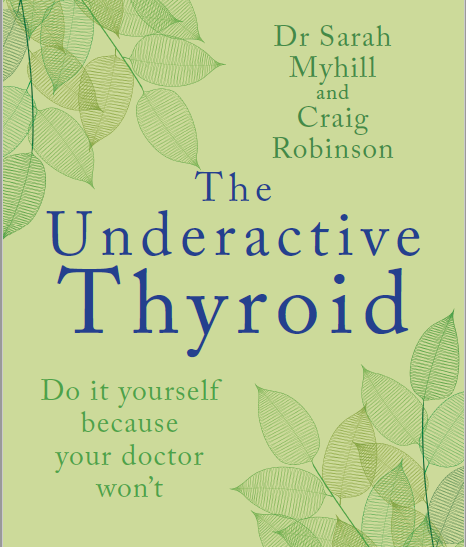 Dr Sarah
Myhill
and
Craig
Robinson
The
Underactive
Thyroid
Do it yourself
because
your doctor
won't